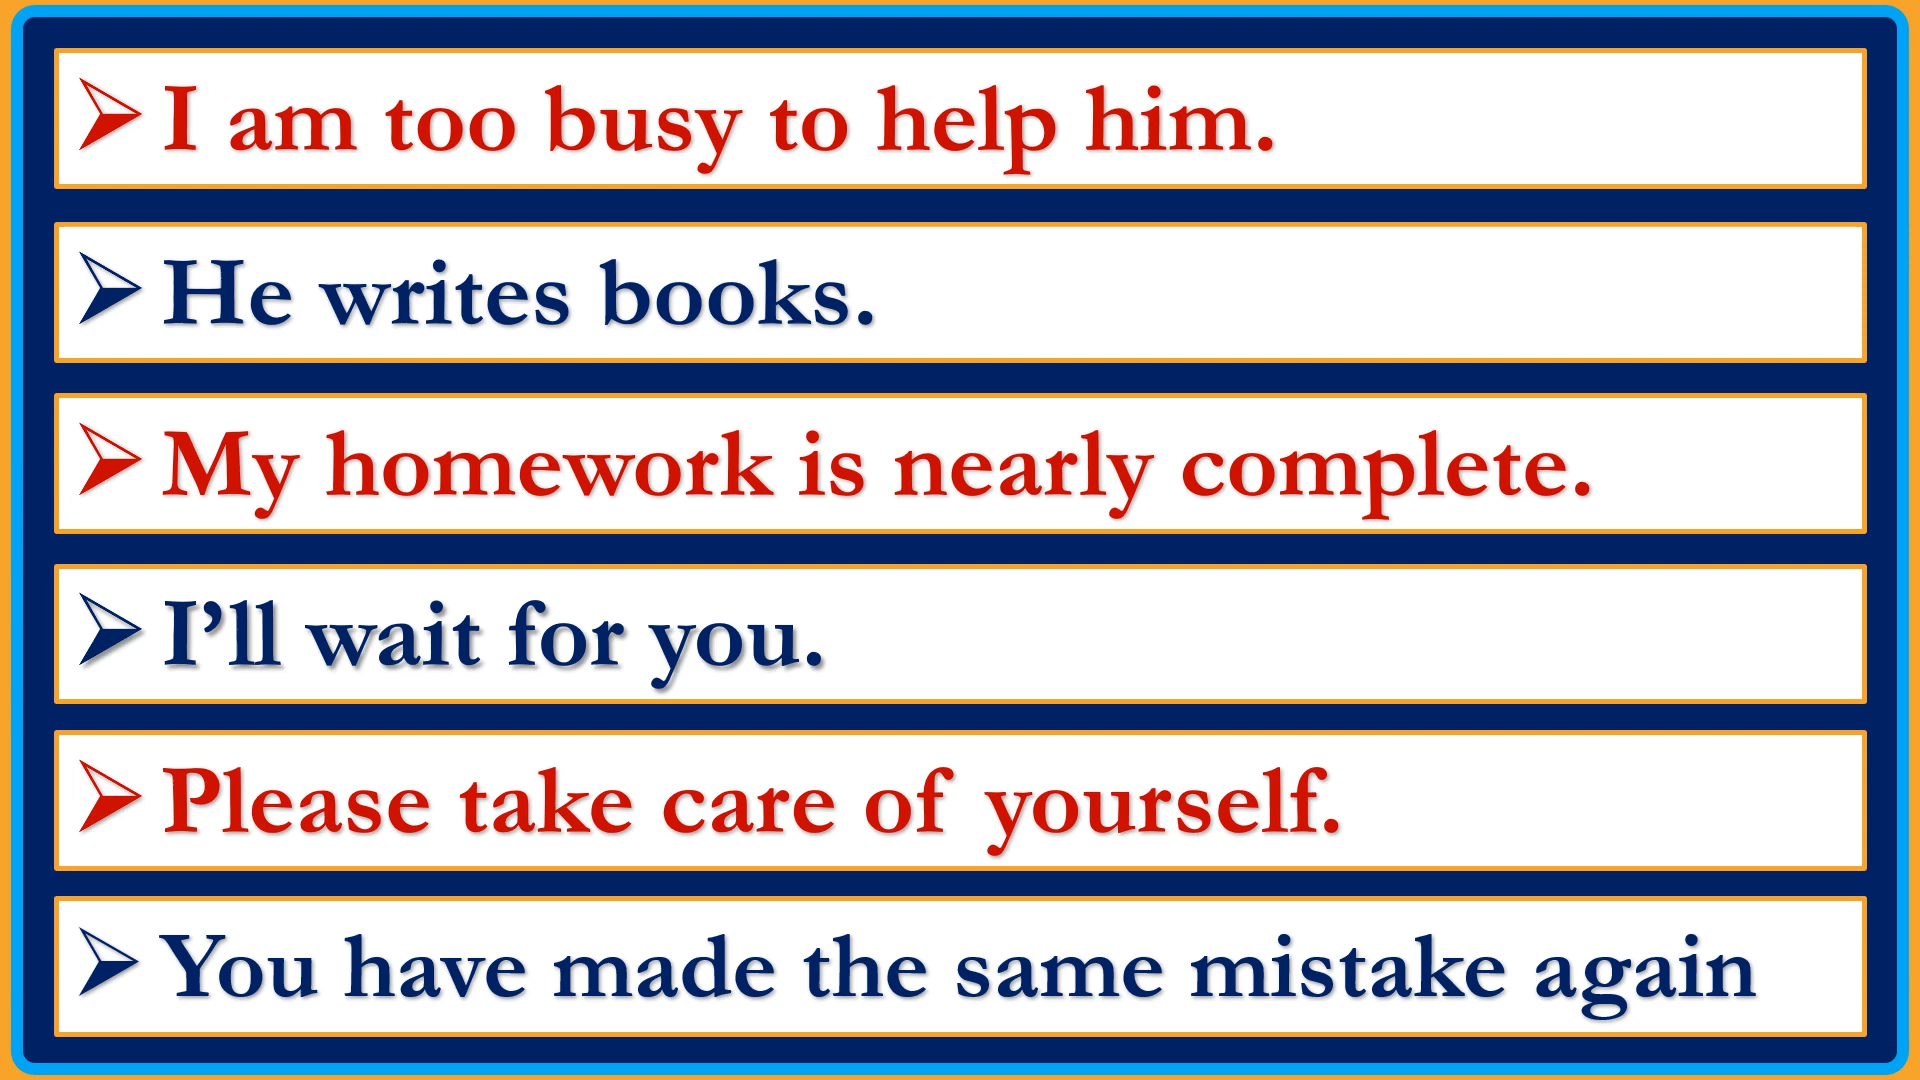 I am too busy to help him.
He writes books.
My homework is nearly complete.
I’ll wait for you.
Please take care of yourself.
You have made the same mistake again